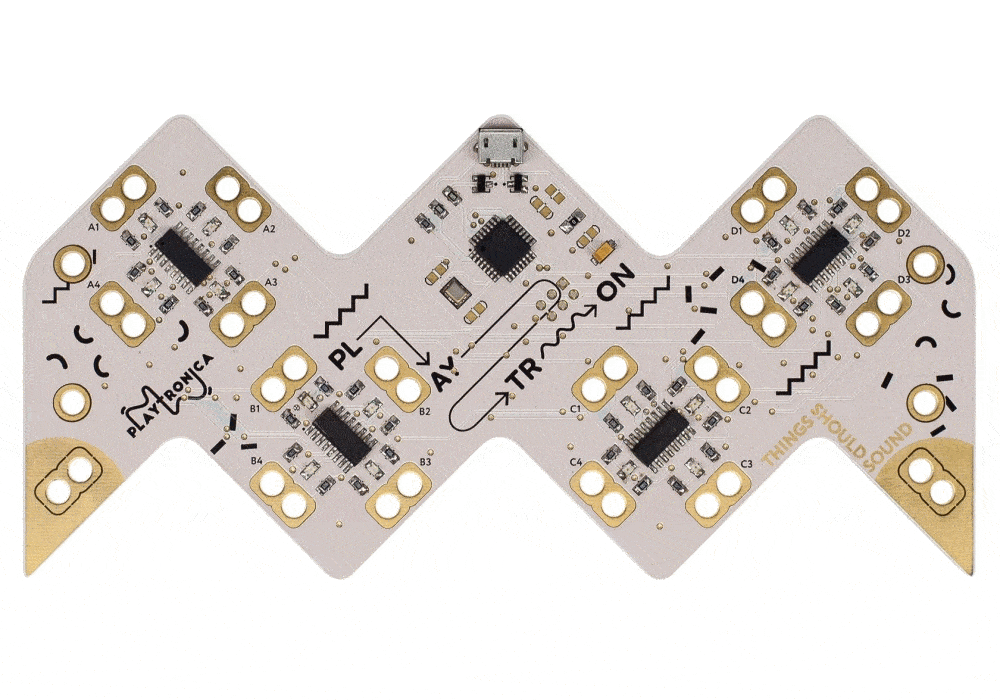 A1
A2
A4
A3
D1
D2
D4
D3
PL
AY
TR
ON
PLAYTRONICA
B1
B2
B4
B3
C1
C2
C4
C3
THINGS
SHOULD
SOUND